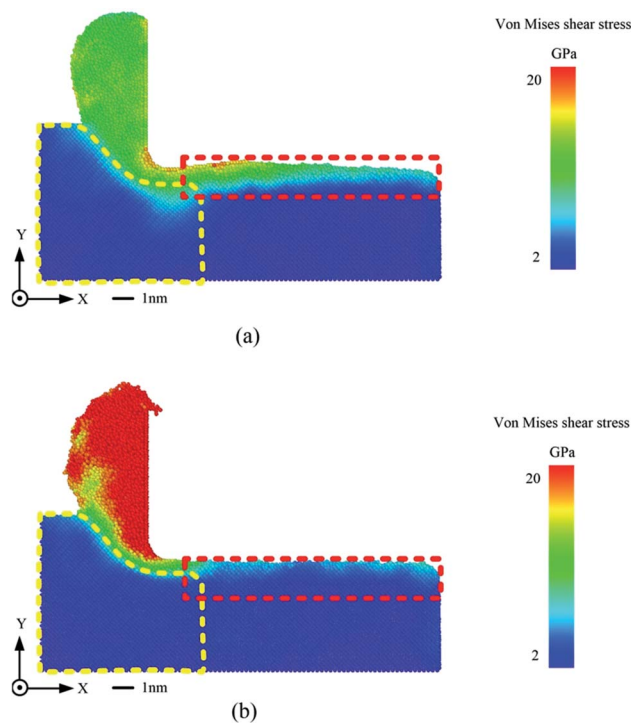 Von Mises shear stress
GPa
20
2
Y
X
1nm
(a)
Von Mises shear stress
GPa
20
2
Y
X
1nm
(b)